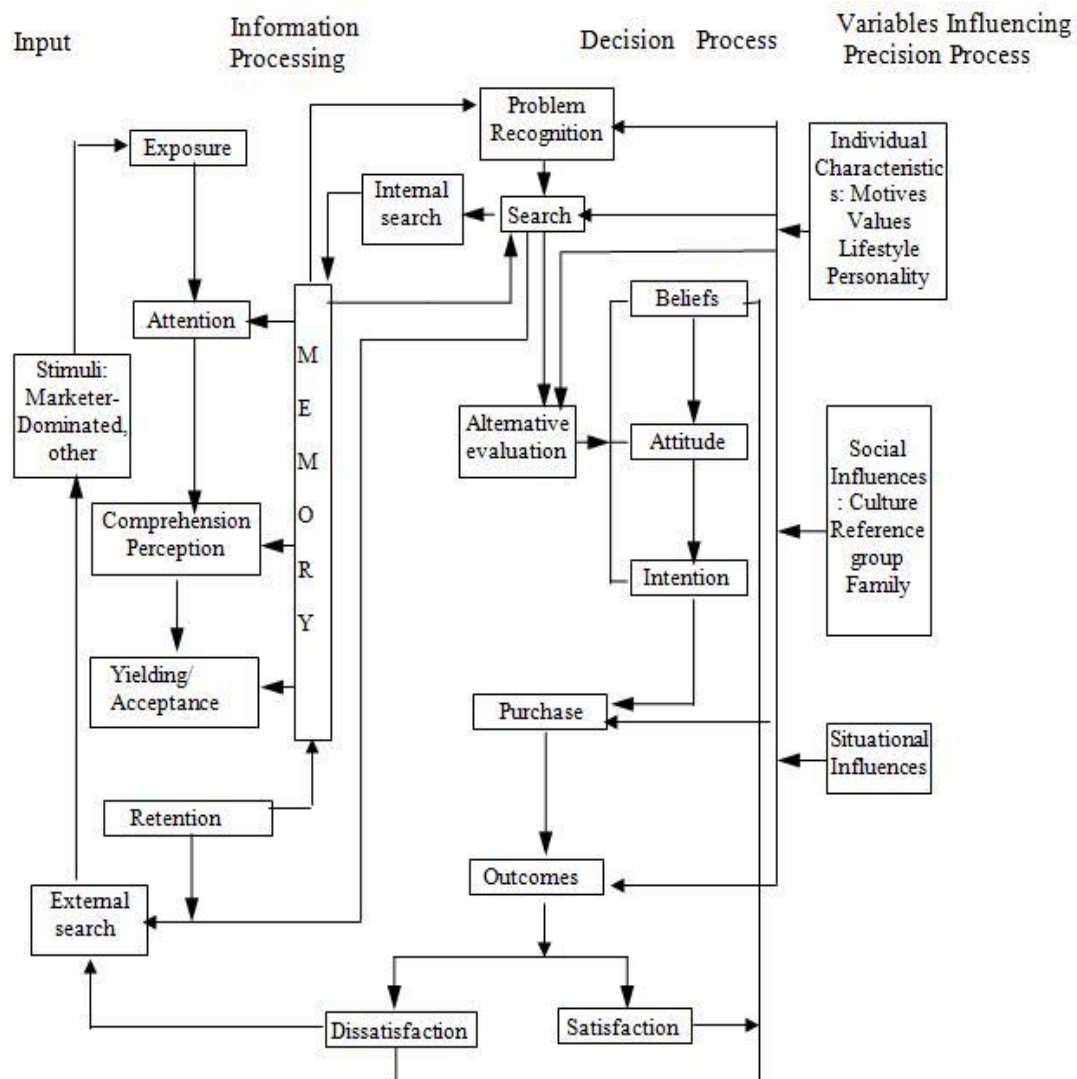 Input
Information
Processing
Decision Process
Variables Influencing
Precision Process
Problem
Recognition
Exposure
Individual
Characteristic
s: Motives
Values
Lifestyle
Personality
Internal
search
Search
Beliefs
Attention
M
E
M
O
R
Y
Stimuli:
Marketer-
Dominated,
other
Alternative
evaluation
Attitude
Social
Influences
: Culture
Reference
group
Family
Comprehension
Perception
Intention
Yielding/
Acceptance
Purchase
Situational
Influences
Retention
Outcomes
External
search
Dissatisfaction
Satisfaction